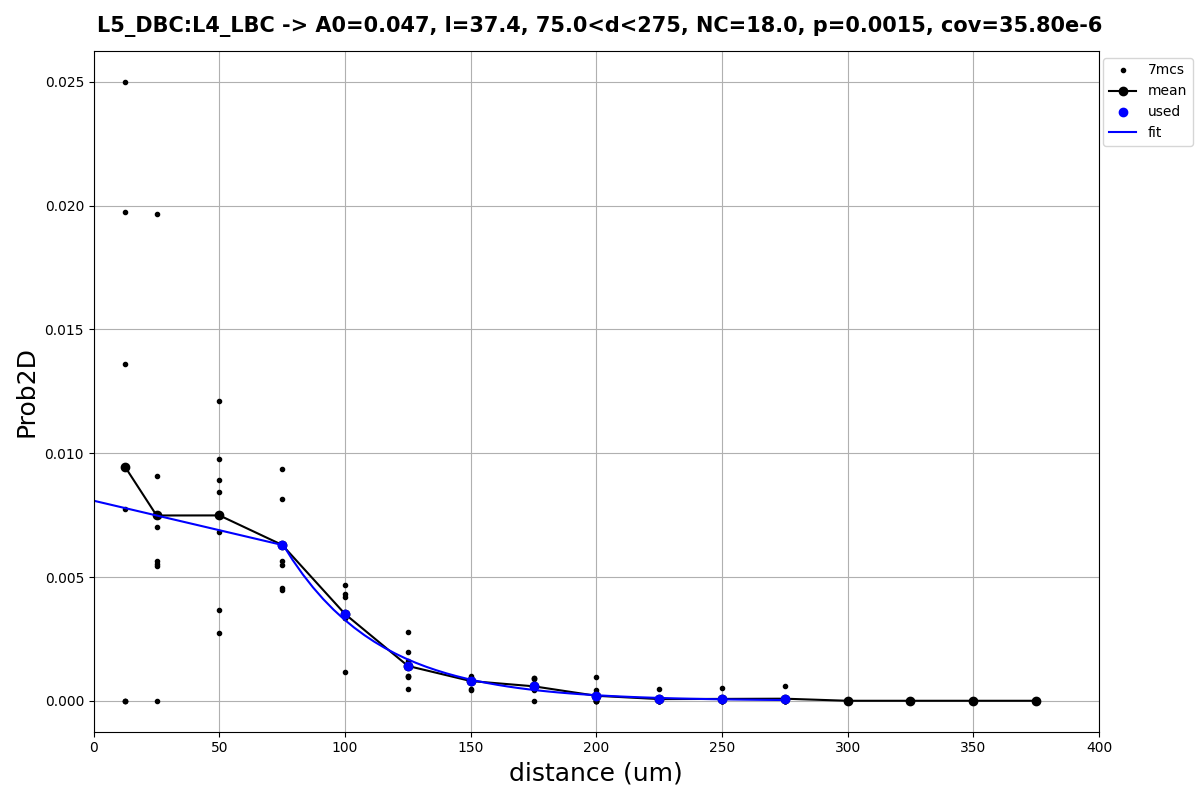 L5_DBC:L4_LBC -> A0=0.047, l=37.4, 75.0<d<275, NC=18.0, p=0.0015, cov=35.80e-6
7mcs
mean
used
fit
0.025
0.020
0.015
0.010
0.005
0.000
Prob2D
0 50 100 150 200 250 300 350 400
distance (um)